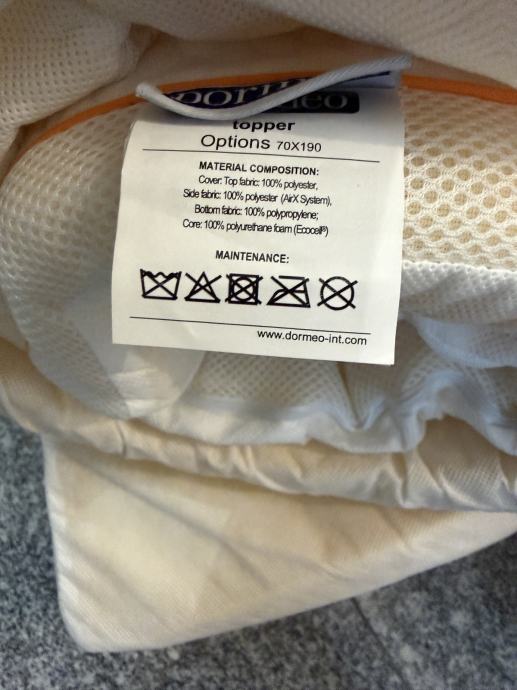 dormeo
topper
Options 70X190
MATERIAL COMPOSITION:
Cover: Top fabric: 100% polyester,
Side fabric: 100% polyester (AirX System),
Bottom fabric: 100% polypropylene;
Core: 100% polyurethane foam (Ecocell®)
MAINTENANCE:
www.dormeo-int.com